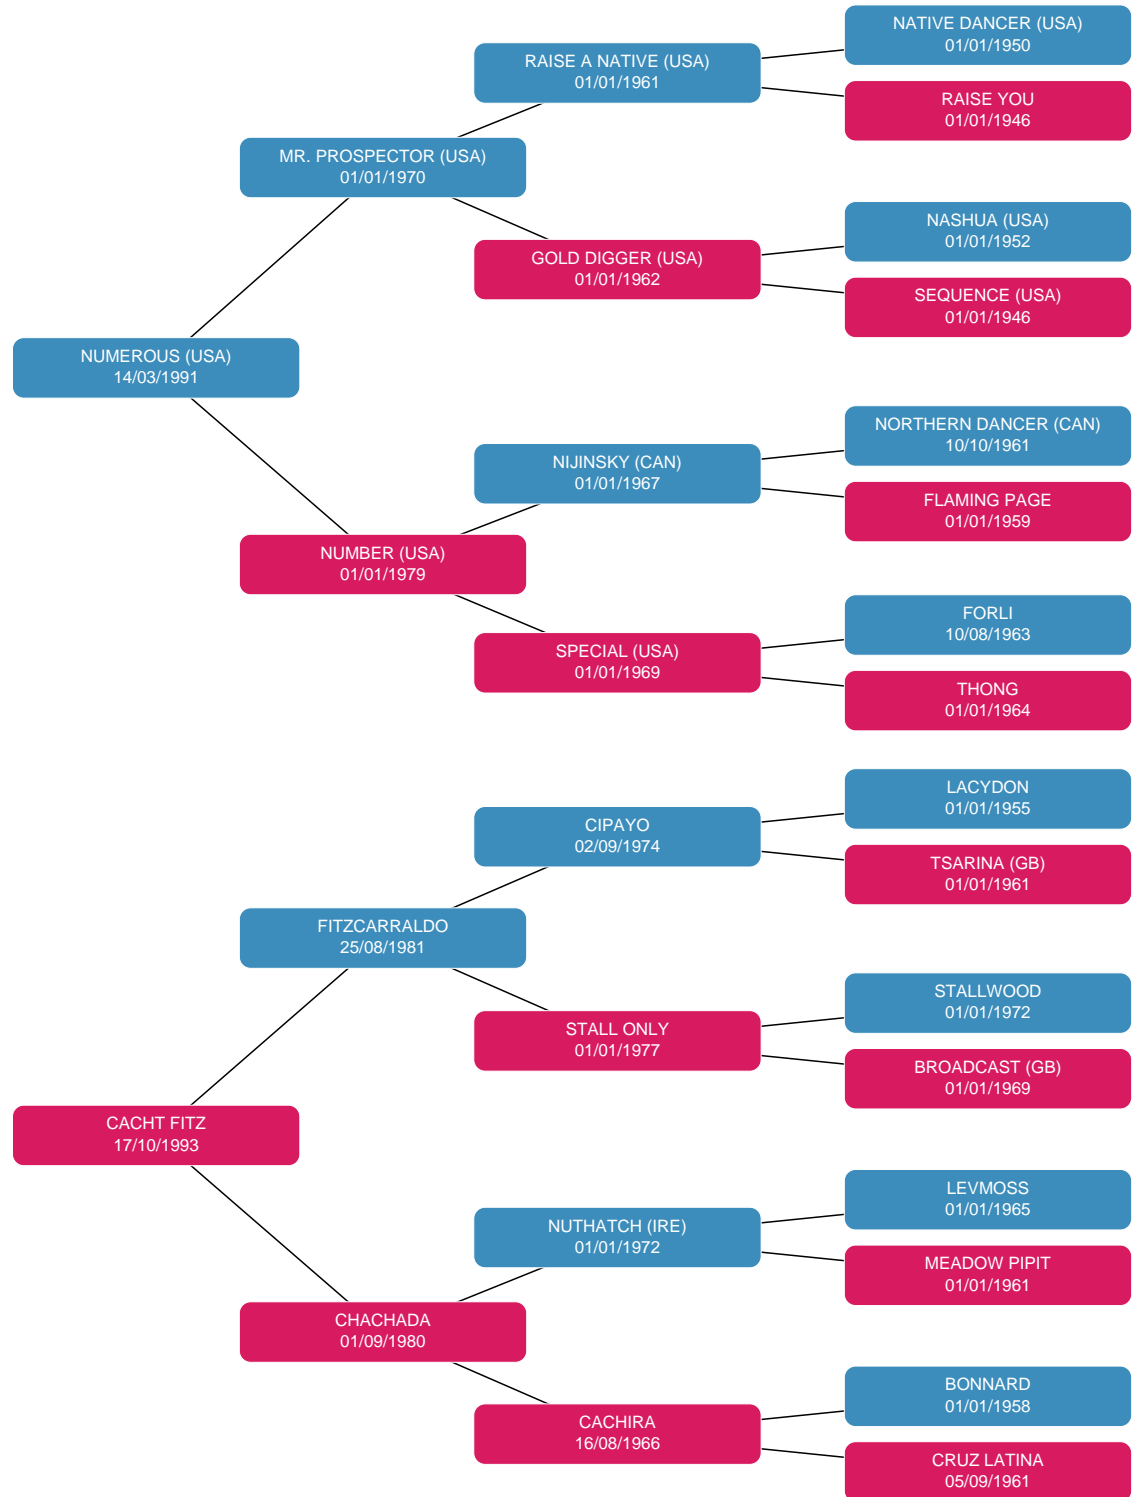 NATIVE DANCER (USA)
01/01/1950
RAISE A NATIVE (USA)
01/01/1961
RAISE YOU
01/01/1946
MR. PROSPECTOR (USA)
01/01/1970
NASHUA (USA)
01/01/1952
GOLD DIGGER (USA)
01/01/1962
SEQUENCE (USA)
01/01/1946
NUMEROUS (USA)
14/03/1991
NORTHERN DANCER (CAN)
10/10/1961
NIJINSKY (CAN)
01/01/1967
FLAMING PAGE
01/01/1959
NUMBER (USA)
01/01/1979
FORLI
10/08/1963
SPECIAL (USA)
01/01/1969
THONG
01/01/1964
LACYDON
01/01/1955
CIPAYO
02/09/1974
TSARINA (GB)
01/01/1961
FITZCARRALDO
25/08/1981
STALLWOOD
01/01/1972
STALL ONLY
01/01/1977
BROADCAST (GB)
01/01/1969
CACHT FITZ
17/10/1993
LEVMOSS
01/01/1965
NUTHATCH (IRE)
01/01/1972
MEADOW PIPIT
01/01/1961
CHACHADA
01/09/1980
BONNARD
01/01/1958
CACHIRA
16/08/1966
CRUZ LATINA
05/09/1961